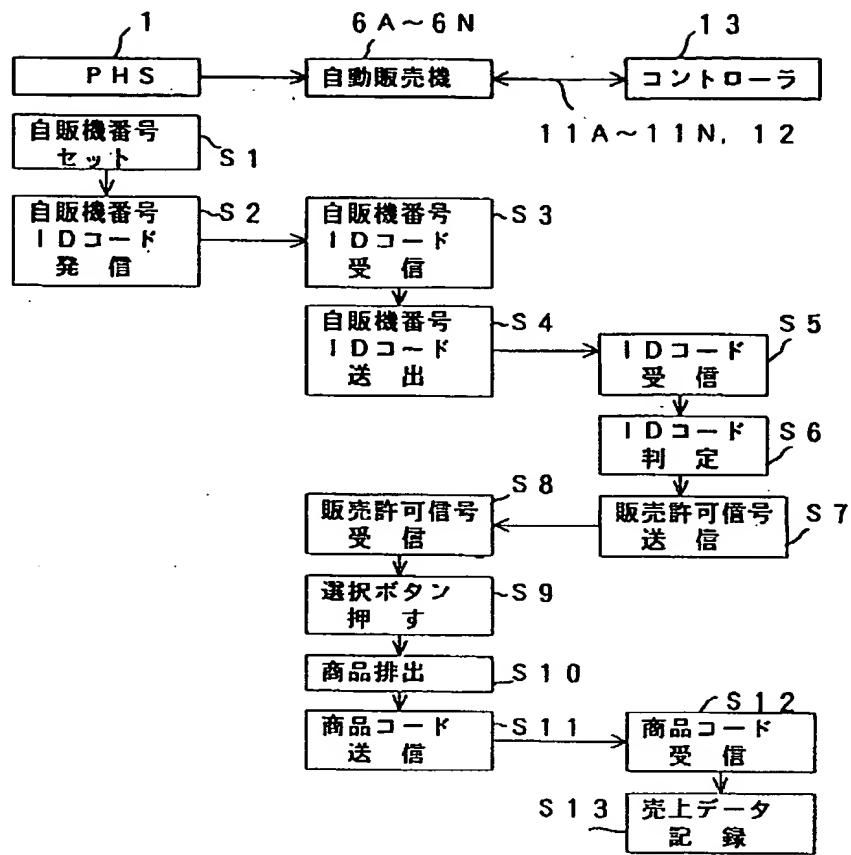 1
6A～6N
13
PHS
自動販売機
コントローラ
11A～11N, 12
自販機番号
セット
S1
自販機番号
IDコード
発信
S2
自販機番号
IDコード
受信
S3
自販機番号
IDコード
送出
S4
IDコード
受信
S5
IDコード
判定
S6
販売許可信号
送信
S7
販売許可信号
受信
S8
選択ボタン
押す
S9
商品排出
S10
商品コード
送信
S11
商品コード
受信
S12
売上データ
記録
S13